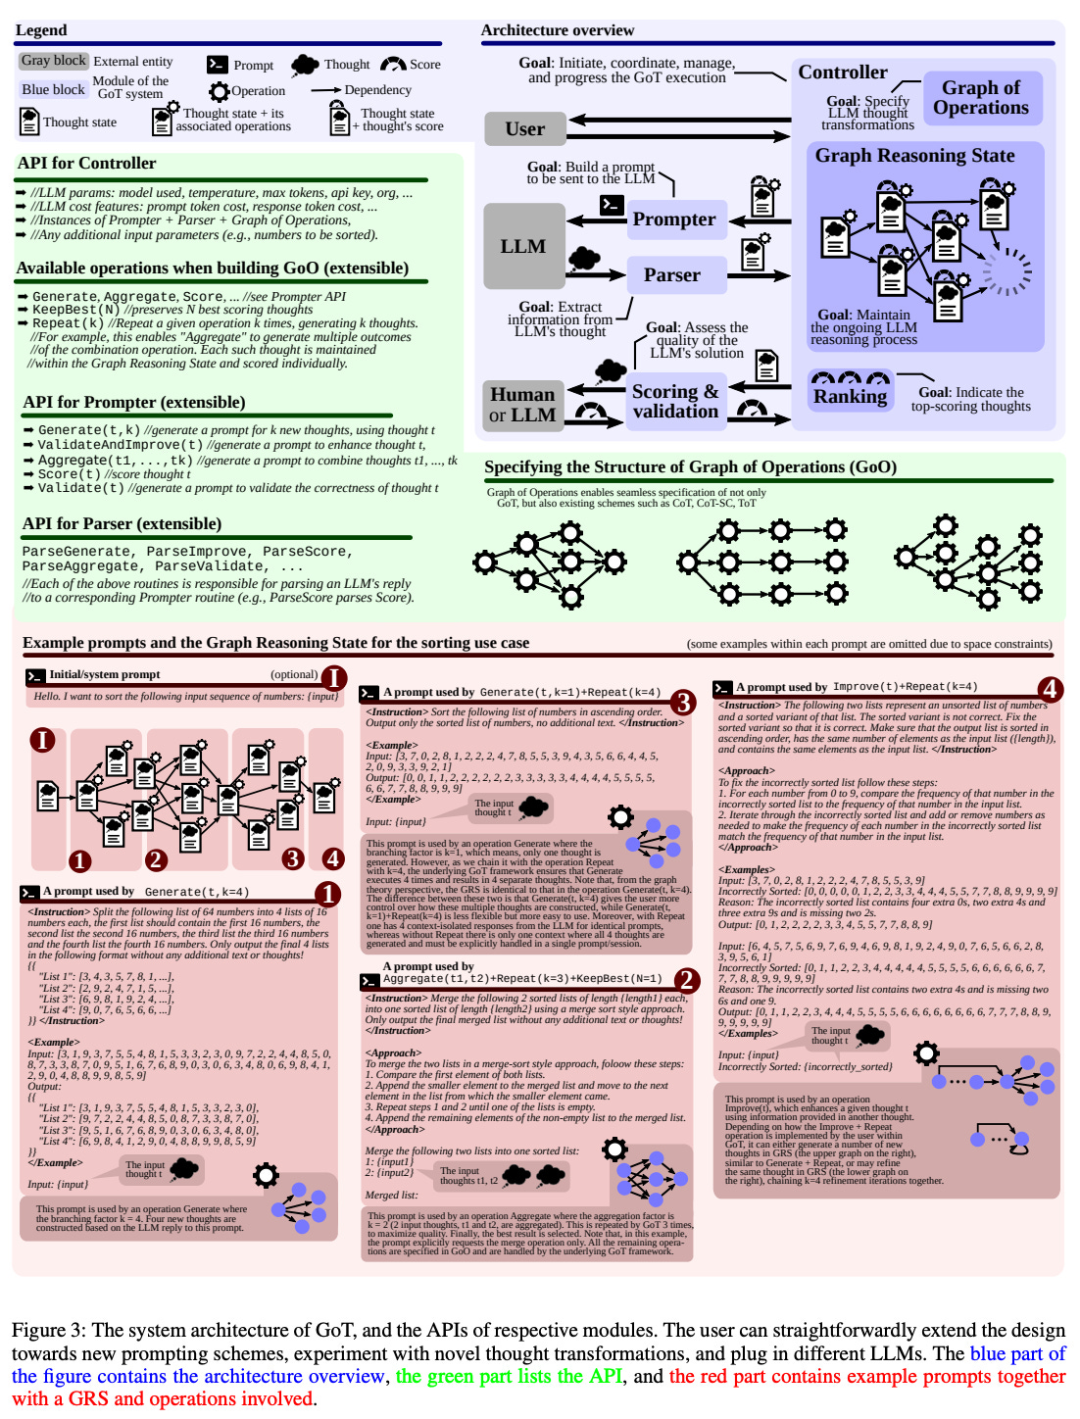 Legend
Gray block External entity
Prompt
Thought
Score
Blue block Module of the
GoT system
Operation
Dependency
Thought state
Thought state + its
associated operations
Thought state
+ thought's score
Architecture overview
Goal: Initiate, coordinate, manage,
and progress the GoT execution
Controller
Goal: Specify
LLM thought
transformations
Graph of
Operations
User
Goal: Build a prompt
to be sent to the LLM
Graph Reasoning State
LLM
Prompter
Parser
Goal: Extract
information from
LLM's thought
Goal: Maintain
the ongoing LLM
reasoning process
Goal: Assess the
quality of the
LLM's solution
Human
or LLM
Scoring &
validation
Ranking
Goal: Indicate the
top-scoring thoughts
API for Controller
//LLM params: model used, temperature, max tokens, api key, org, ...
//LLM cost features: prompt token cost, response token cost, ...
//Instances of Prompter + Parser + Graph of Operations,
//Any additional input parameters (e.g., numbers to be sorted).
Available operations when building GoO (extensible)
Generate, Aggregate, Score, ... //see Prompter API
KeepBest(N) //preserves N best scoring thoughts
Repeat(k) //Repeat a given operation k times, generating k thoughts.
//For example, this enables "Aggregate" to generate multiple outcomes
//of the combination operation. Each such thought is maintained
//within the Graph Reasoning State and scored individually.
API for Prompter (extensible)
Generate(t,k) //generate a prompt for k new thoughts, using thought t
ValidateAndImprove(t) //generate a prompt to enhance thought t,
Aggregate(t1,...,tk) //generate a prompt to combine thoughts t1, ..., tk
Score(t) //score thought t
Validate(t) //generate a prompt to validate the correctness of thought t
API for Parser (extensible)
ParseGenerate, ParseImprove, ParseScore,
ParseAggregate, ParseValidate, ...
//Each of the above routines is responsible for parsing an LLM's reply
//to a corresponding Prompter routine (e.g., ParseScore parses Score).
Specifying the Structure of Graph of Operations (GoO)
Graph of Operations enables seamless specification of not only
GoT, but also existing schemes such as CoT, CoT-SC, ToT
Example prompts and the Graph Reasoning State for the sorting use case
(some examples within each prompt are omitted due to space constraints)
Initial/system prompt (optional) I
Hello. I want to sort the following input sequence of numbers: {input}
I
1
2
3
4
A prompt used by Generate(t,k=4) 1
<Instruction> Split the following list of 64 numbers into 4 lists of 16
numbers each, the first list should contain the first 16 numbers, the
second list the second 16 numbers, the third list the third 16 numbers
and the fourth list the fourth 16 numbers. Only output the final 4 lists
in the following format without any additional text or thoughts!
{{
"List 1": [3, 4, 3, 5, 7, 8, 1, ...],
"List 2": [2, 9, 2, 4, 7, 1, 5, ...],
"List 3": [6, 9, 8, 1, 9, 2, 4, ...],
"List 4": [9, 0, 7, 6, 5, 6, 6, ...]
}} </Instruction>
<Example>
Input: [3, 1, 9, 3, 7, 5, 5, 4, 8, 1, 5, 3, 3, 2, 3, 0, 9, 7, 2, 2, 4, 4, 8, 5, 0,
8, 7, 3, 3, 8, 7, 0, 9, 5, 1, 6, 7, 6, 8, 9, 0, 3, 0, 6, 3, 4, 8, 0, 6, 9, 8, 4, 1,
2, 9, 0, 4, 8, 8, 9, 9, 8, 5, 9]
Output:
{{
"List 1": [3, 1, 9, 3, 7, 5, 5, 4, 8, 1, 5, 3, 3, 2, 3, 0],
"List 2": [9, 7, 2, 2, 4, 4, 8, 5, 0, 8, 7, 3, 3, 8, 7, 0],
"List 3": [9, 5, 1, 6, 7, 6, 8, 9, 0, 3, 0, 6, 3, 4, 8, 0],
"List 4": [6, 9, 8, 4, 1, 2, 9, 0, 4, 8, 8, 9, 9, 8, 5, 9]
}}
</Example>
Input: {input}
The input
thought t
This prompt is used by an operation Generate where
the branching factor is k = 4. Four new thoughts are
constructed based on the LLM reply to this prompt.
A prompt used by Generate(t,k=1)+Repeat(k=4) 3
<Instruction> Sort the following list of numbers in ascending order.
Output only the sorted list of numbers, no additional text. </Instruction>
<Example>
Input: [3, 7, 0, 2, 8, 1, 2, 2, 2, 4, 7, 8, 5, 5, 3, 9, 4, 3, 5, 6, 6, 4, 4, 5,
2, 0, 9, 3, 3, 9, 2, 1]
Output: [0, 0, 1, 1, 2, 2, 2, 2, 2, 2, 3, 3, 3, 3, 3, 4, 4, 4, 4, 5, 5, 5, 5,
6, 6, 7, 7, 8, 8, 9, 9, 9]
</Example>
Input: {input}
The input
thought t
This prompt is used by an operation Generate where the
branching factor is k=1, which means, only one thought is
generated. However, as we chain it with the operation Repeat
with k=4, the underlying GoT framework ensures that Generate
executes 4 times and results in 4 separate thoughts. Note that, from the graph
theory perspective, the GRS is identical to that in the operation Generate(t, k=4).
The difference between these two is that Generate(t, k=4) gives the user more
control over how these multiple thoughts are constructed, while Generate(t,
k=1)+Repeat(k=4) is less flexible but more easy to use. Moreover, with Repeat
one has 4 context-isolated responses from the LLM for identical prompts,
whereas without Repeat there is only one context where all 4 thoughts are
generated and must be explicitly handled in a single prompt/session.
A prompt used by
Aggregate(t1,t2)+Repeat(k=3)+KeepBest(N=1) 2
<Instruction> Merge the following 2 sorted lists of length {length1} each,
into one sorted list of length {length2} using a merge sort style approach.
Only output the final merged list without any additional text or thoughts!
</Instruction>
<Approach>
To merge the two lists in a merge-sort style approach, foloow these steps:
1. Compare the first element of both lists.
2. Append the smaller element to the merged list and move to the next
element in the list from which the smaller element came.
3. Repeat steps 1 and 2 until one of the lists is empty.
4. Append the remaining elements of the non-empty list to the merged list.
</Approach>
Merge the following two lists into one sorted list:
1: {input1}
2: {input2}
Merged list:
The input
thoughts t1, t2
This prompt is used by an operation Aggregate where the aggregation factor is
k = 2 (2 input thoughts, t1 and t2, are aggregated). This is repeated by GoT 3 times,
to maximize quality. Finally, the best result is selected. Note that, in this example,
the prompt explicitly requests the merge operation only. All the remaining opera-
tions are specified in GoO and are handled by the underlying GoT framework.
A prompt used by Improve(t)+Repeat(k=4) 4
<Instruction> The following two lists represent an unsorted list of numbers
and a sorted variant of that list. The sorted variant is not correct. Fix the
sorted variant so that it is correct. Make sure that the output list is sorted in
ascending order, has the same number of elements as the input list ({length}),
and contains the same elements as the input list. </Instruction>
<Approach>
To fix the incorrectly sorted list follow these steps:
1. For each number from 0 to 9, compare the frequency of that number in the
incorrectly sorted list to the frequency of that number in the input list.
2. Iterate through the incorrectly sorted list and add or remove numbers as
needed to make the frequency of each number in the incorrectly sorted list
match the frequency of that number in the input list.
</Approach>
<Examples>
Input: [3, 7, 0, 2, 8, 1, 2, 2, 2, 4, 7, 8, 5, 5, 3, 9]
Incorrectly Sorted: [0, 0, 0, 0, 0, 1, 2, 2, 3, 3, 4, 4, 4, 5, 5, 7, 7, 8, 8, 9, 9, 9, 9]
Reason: The incorrectly sorted list contains four extra 0s, two extra 4s and
three extra 9s and is missing two 2s.
Output: [0, 1, 2, 2, 2, 2, 3, 3, 4, 5, 5, 7, 7, 8, 8, 9]
Input: [6, 4, 5, 7, 5, 6, 9, 7, 6, 9, 4, 6, 9, 8, 1, 9, 2, 4, 9, 0, 7, 6, 5, 6, 6, 2, 8,
3, 9, 5, 6, 1]
Incorrectly Sorted: [0, 1, 1, 2, 2, 3, 4, 4, 4, 4, 4, 5, 5, 5, 5, 6, 6, 6, 6, 6, 6, 7,
7, 7, 8, 8, 9, 9, 9, 9, 9]
Reason: The incorrectly sorted list contains two extra 4s and is missing two
6s and one 9.
Output: [0, 1, 1, 2, 2, 3, 4, 4, 4, 5, 5, 5, 5, 6, 6, 6, 6, 6, 6, 6, 6, 7, 7, 7, 8, 8, 9,
9, 9, 9, 9, 9]
</Examples>
Input: {input}
Incorrectly Sorted: {incorrectly_sorted}
The input
thought t
This prompt is used by an operation
Improve(t), which enhances a given thought t
using information provided in another thought.
Depending on how the Improve + Repeat
operation is implemented by the user within
GoT, it can either generate a number of new
thoughts in GRS (the upper graph on the right),
similar to Generate + Repeat, or may refine
the same thought in GRS (the lower graph on
the right), chaining k=4 refinement iterations together.
Figure 3: The system architecture of GoT, and the APIs of respective modules. The user can straightforwardly extend the design
towards new prompting schemes, experiment with novel thought transformations, and plug in different LLMs. The blue part of
the figure contains the architecture overview, the green part lists the API, and the red part contains example prompts together
with a GRS and operations involved.